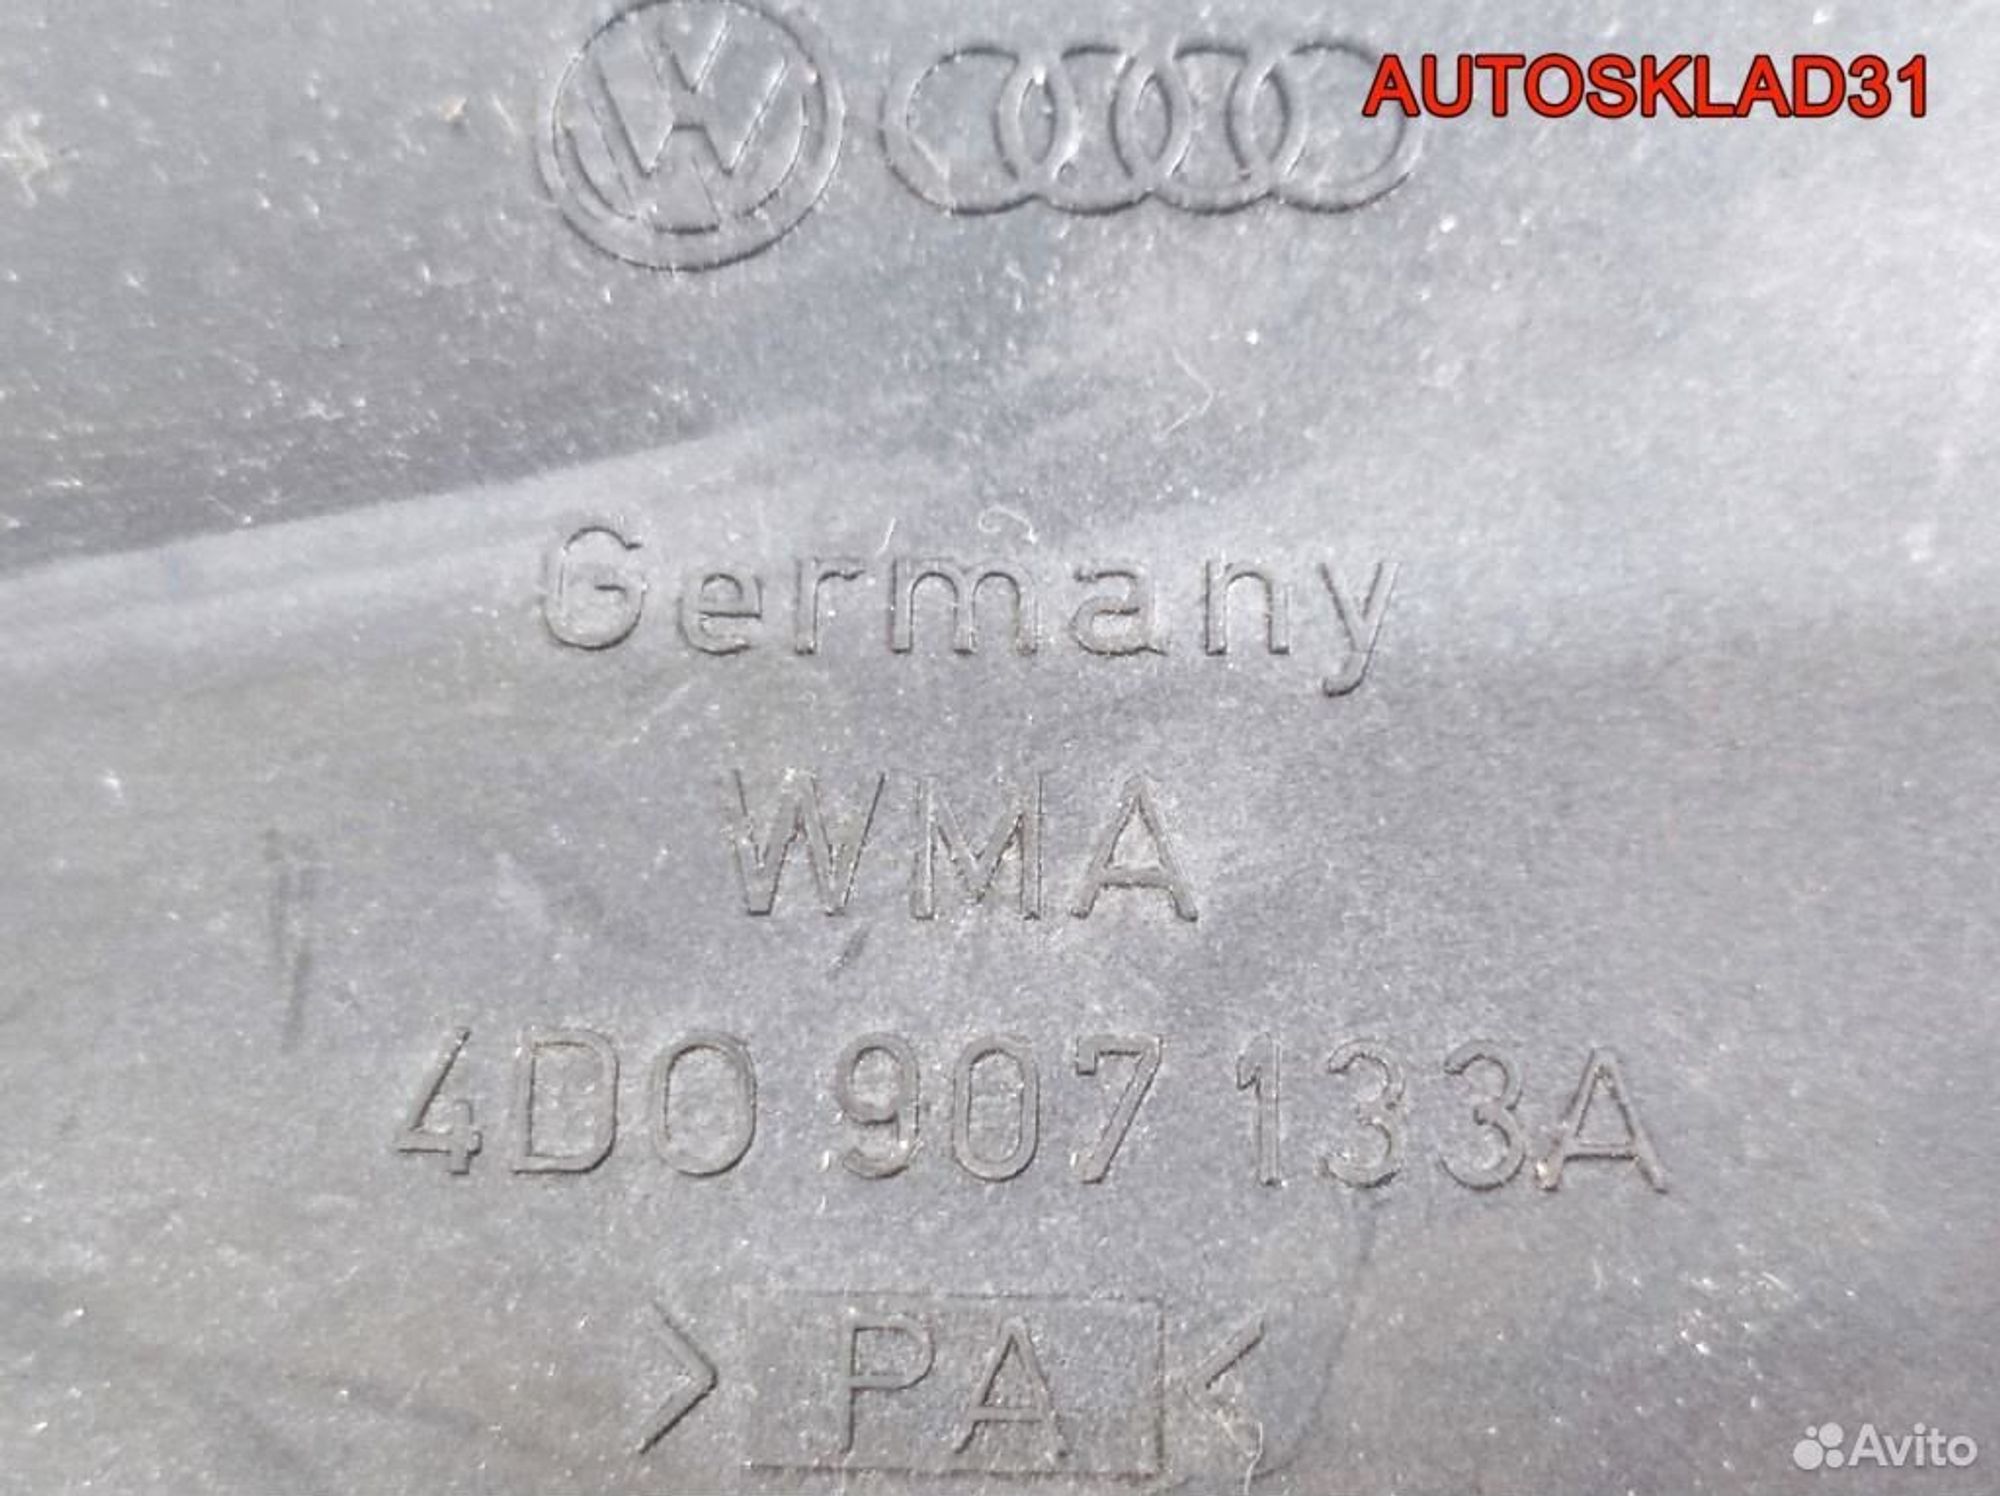 AUTOSKLAD31
Germany
WMA
4D0 907 133A
>PA<
Avito